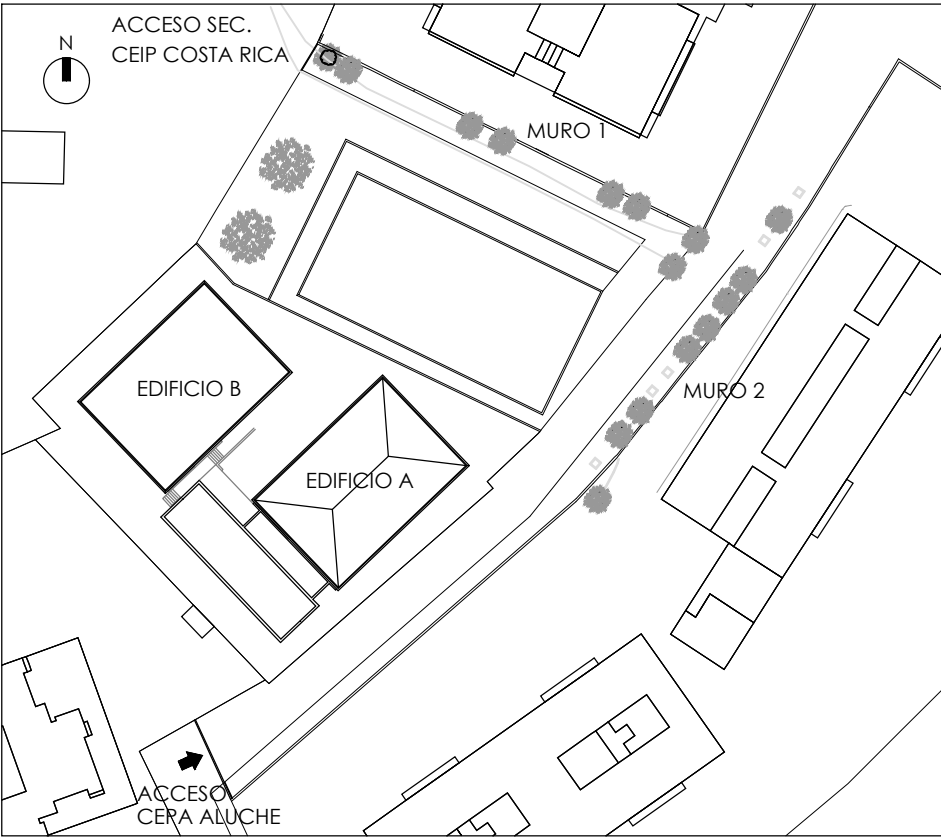 ACCESO SEC.
CEIP COSTA RICA
N
MURO 1
EDIFICIO B
MURO 2
EDIFICIO A
ACCESO
CEPA ALUCHE